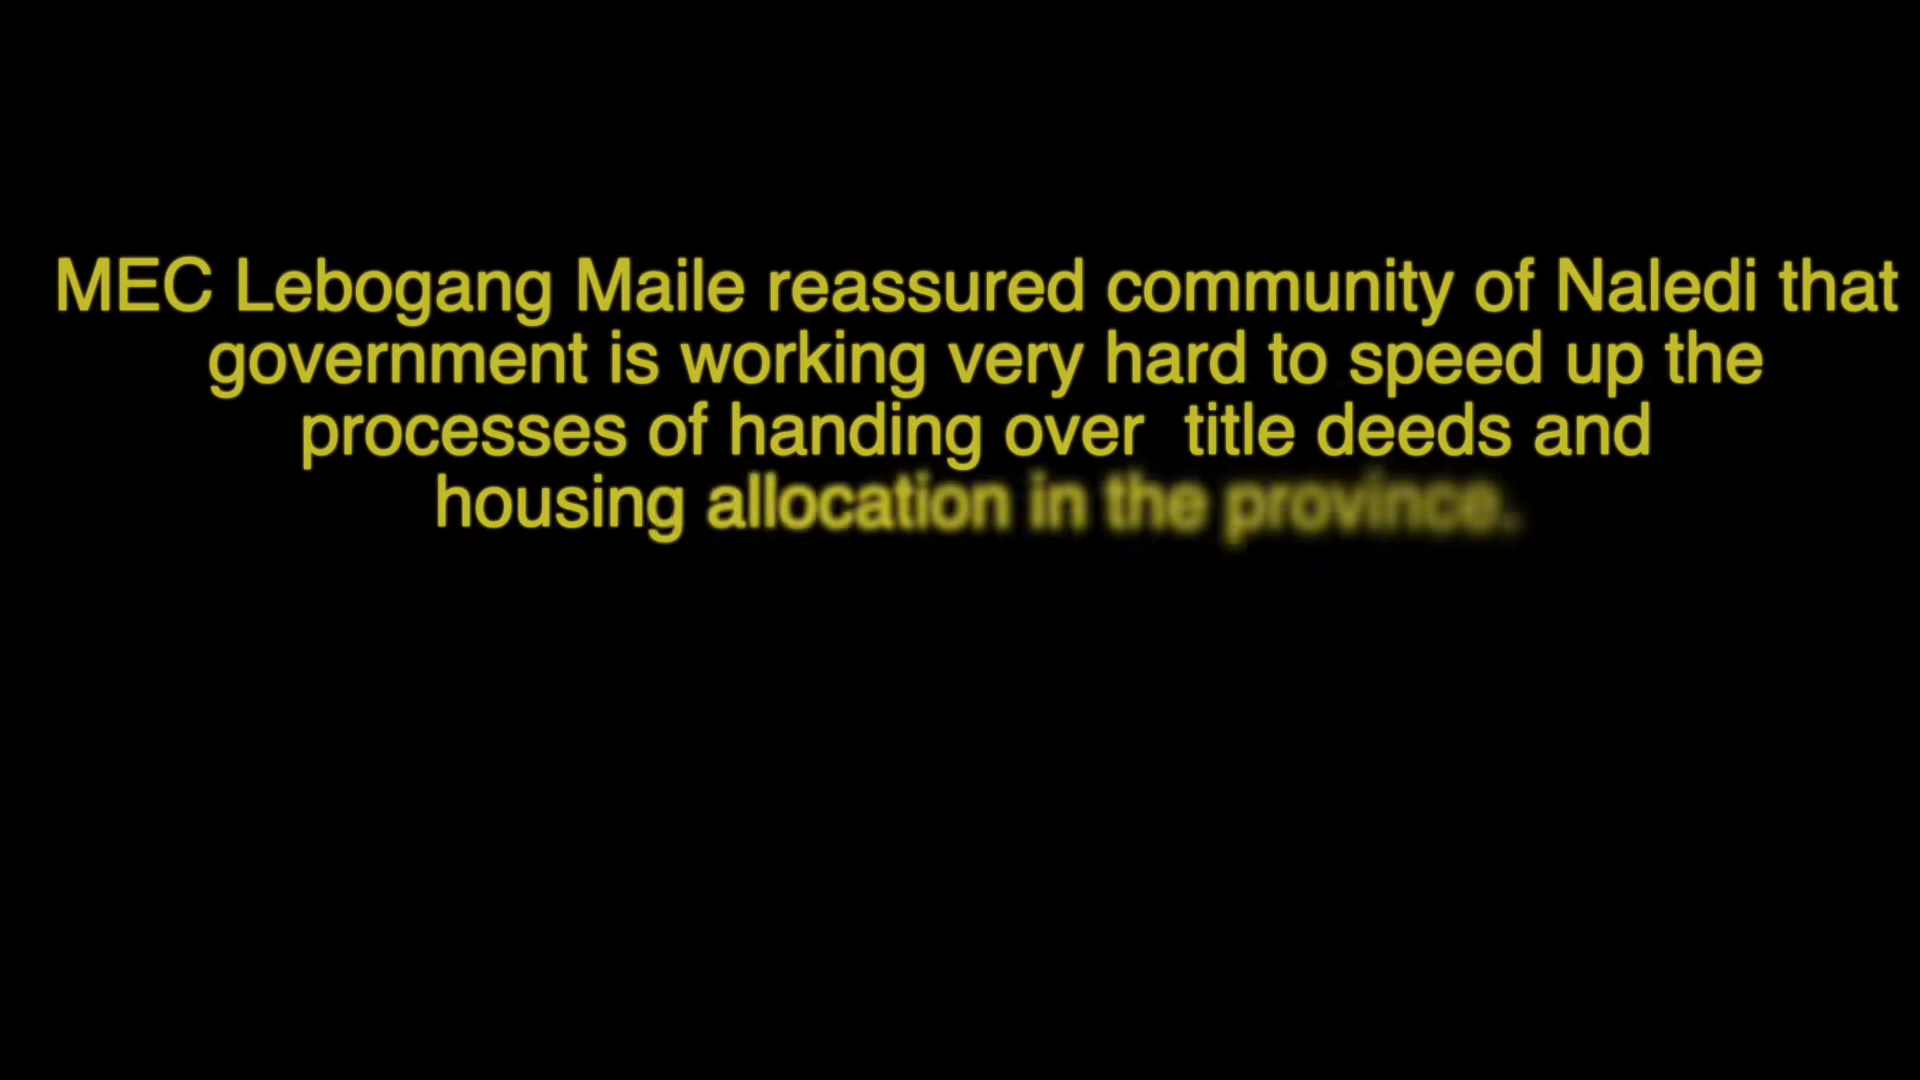 MEC Lebogang Maile reassured community of Naledi that
government is working very hard to speed up the
processes of handing over  title deeds and
housing allocation in the province.